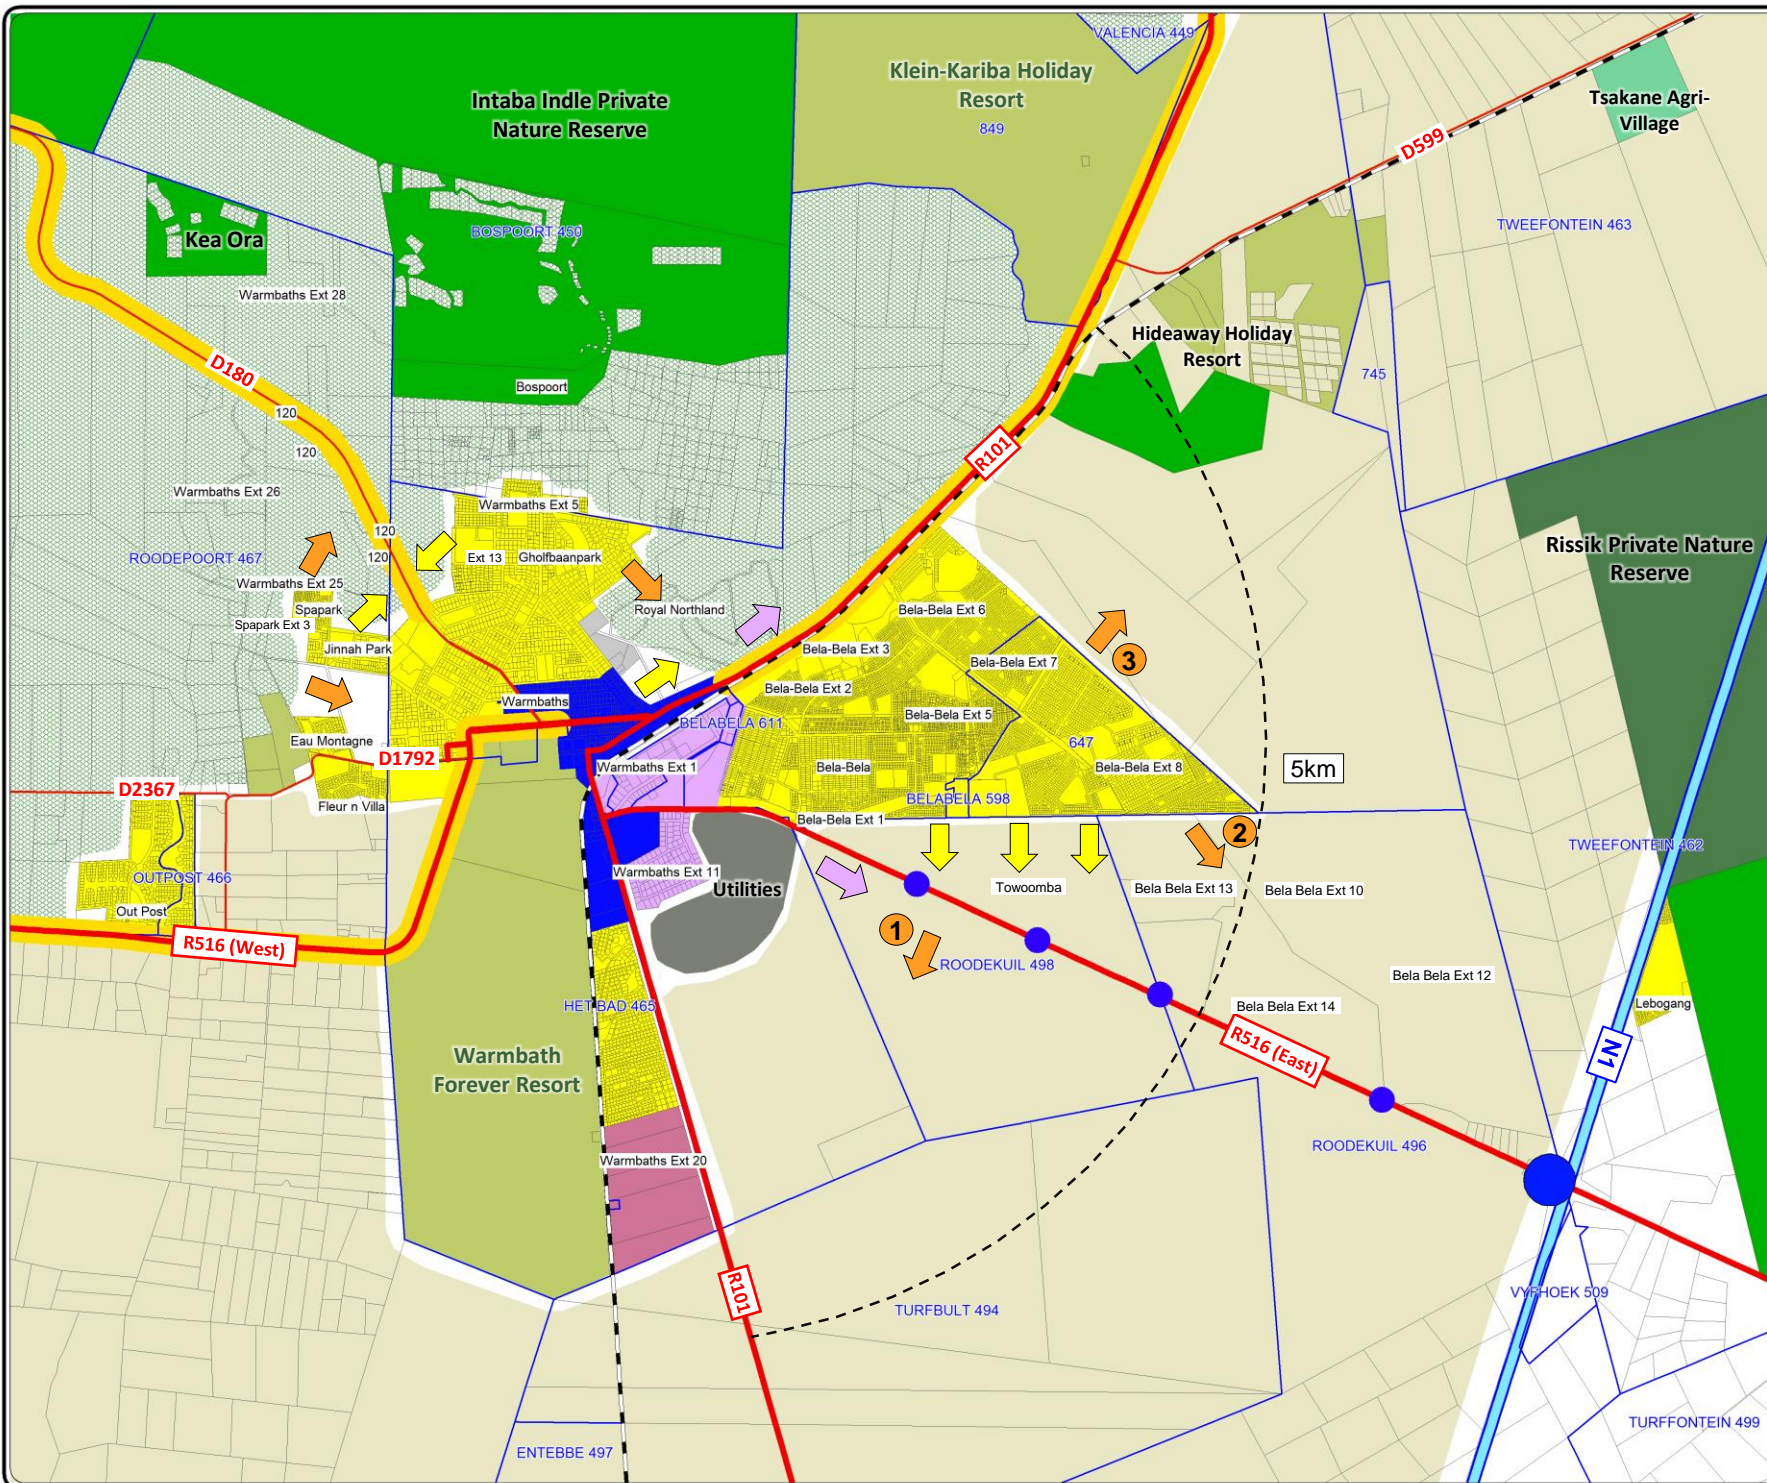 VALENCIA 449
Klein-Kariba Holiday
Resort
849
Intaba Indle Private
Nature Reserve
Tsakane Agri-
Village
D599
TWEEFONTEIN 463
Kea Ora
BOSPOORT 450
Warmbaths Ext 28
Hideaway Holiday
Resort
745
D180
Bospoort
120
120
R101
Warmbaths Ext 26
Warmbaths Ext 5
120
120
ROODEPOORT 467
Ext 13
Gholfbaanpark
Rissik Private Nature
Reserve
Warmbaths Ext 25
Spapark
Spapark Ext 3
Royal Northland
Bela-Bela Ext 6
Jinnah Park
Bela-Bela Ext 3
Bela-Bela Ext 7
3
Bela-Bela Ext 2
Warmbaths
BELABELA 611
Bela-Bela Ext 5
Eau Montagne
647
D1792
Warmbaths Ext 1
Bela-Bela
Bela-Bela Ext 8
5km
D2367
Fleur n Villa
BELABELA 598
Bela-Bela Ext 1
2
TWEEFONTEIN 462
OUTPOST 466
Warmbaths Ext 11
Utilities
Towoomba
Bela Bela Ext 13
Bela Bela Ext 10
Out Post
1
R516 (West)
ROODEKUIL 498
Bela Bela Ext 12
HET BAD 465
Bela Bela Ext 14
Lebogang
R516 (East)
N1
Warmbath
Forever Resort
ROODEKUIL 496
Warmbaths Ext 20
R101
TURFBULT 494
VYFHOEK 509
TURFFONTEIN 499
ENTEBBE 497